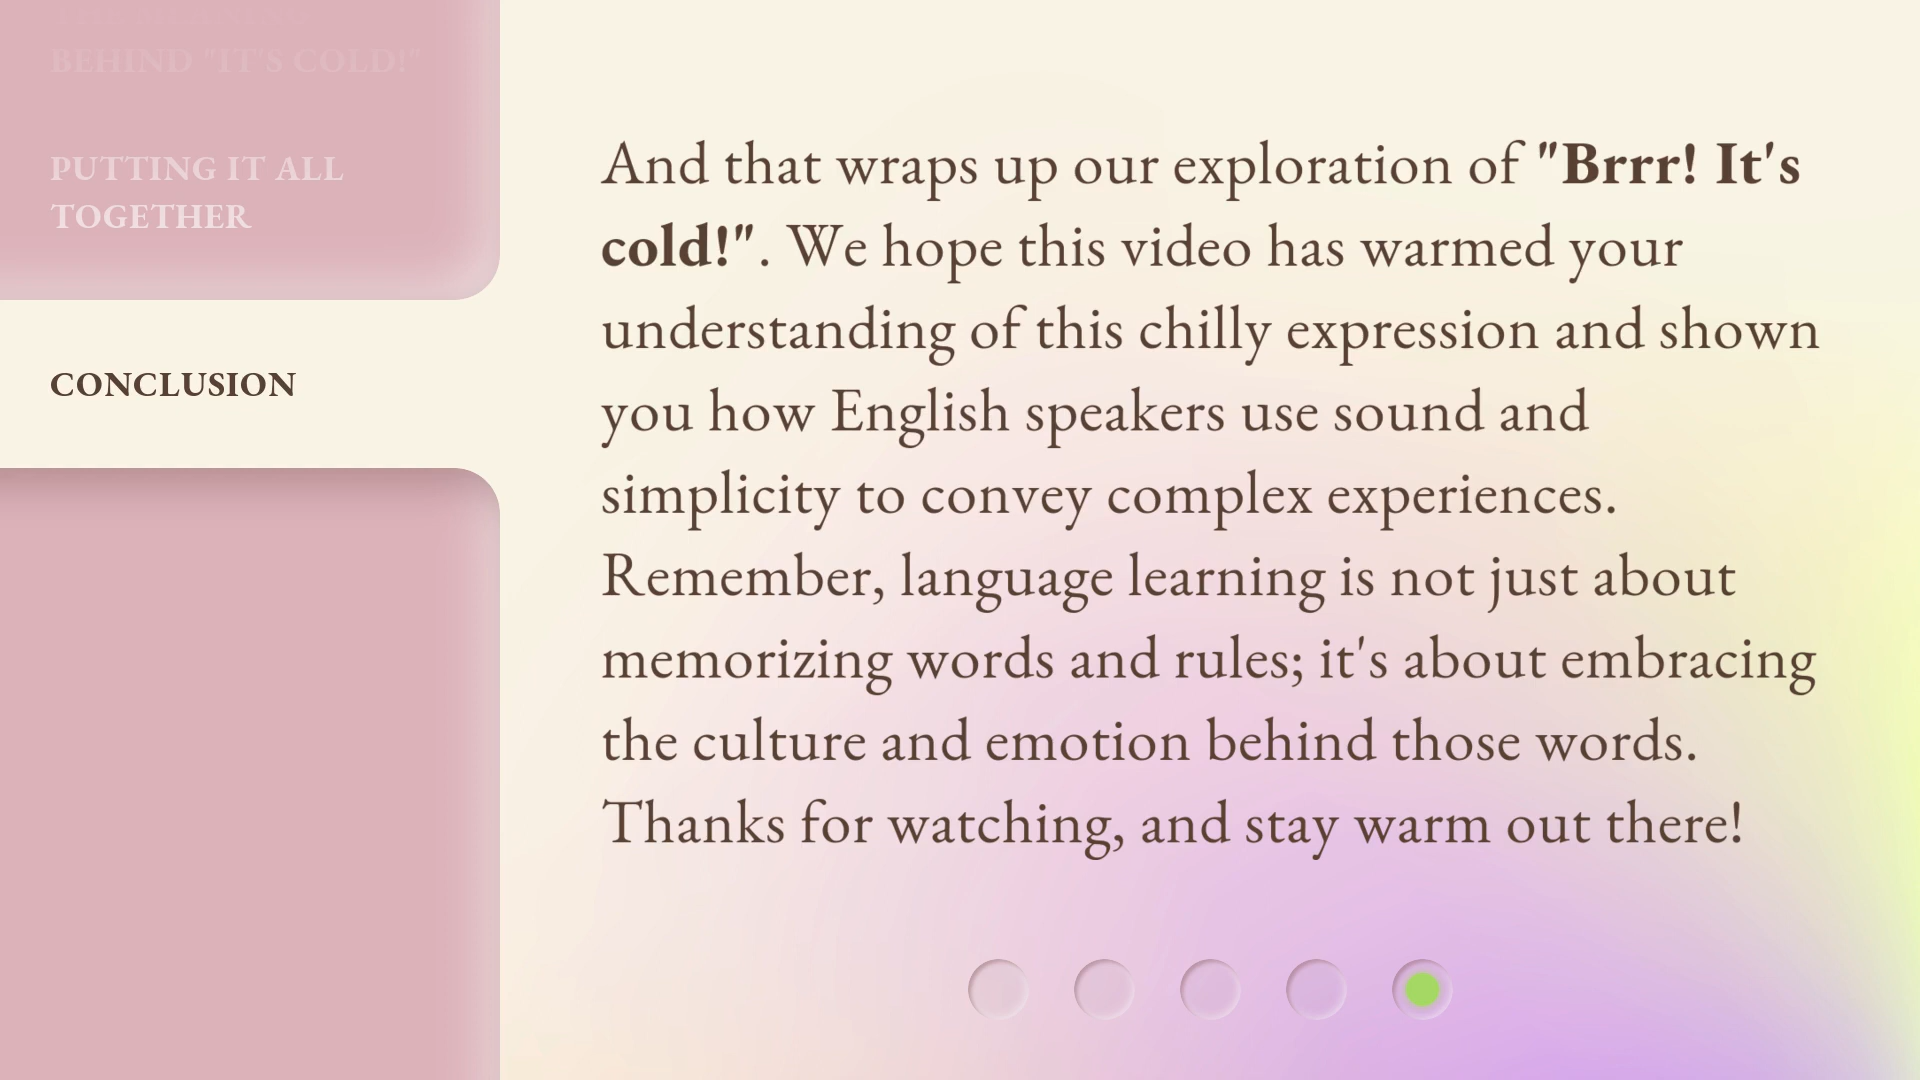 BEHIND "IT'S COLD!"
PUTTING IT ALL
TOGETHER
CONCLUSION
And that wraps up our exploration of "Brrr! It's
cold!". We hope this video has warmed your
understanding of this chilly expression and shown
you how English speakers use sound and
simplicity to convey complex experiences.
Remember, language learning is not just about
memorizing words and rules; it's about embracing
the culture and emotion behind those words.
Thanks for watching, and stay warm out there!